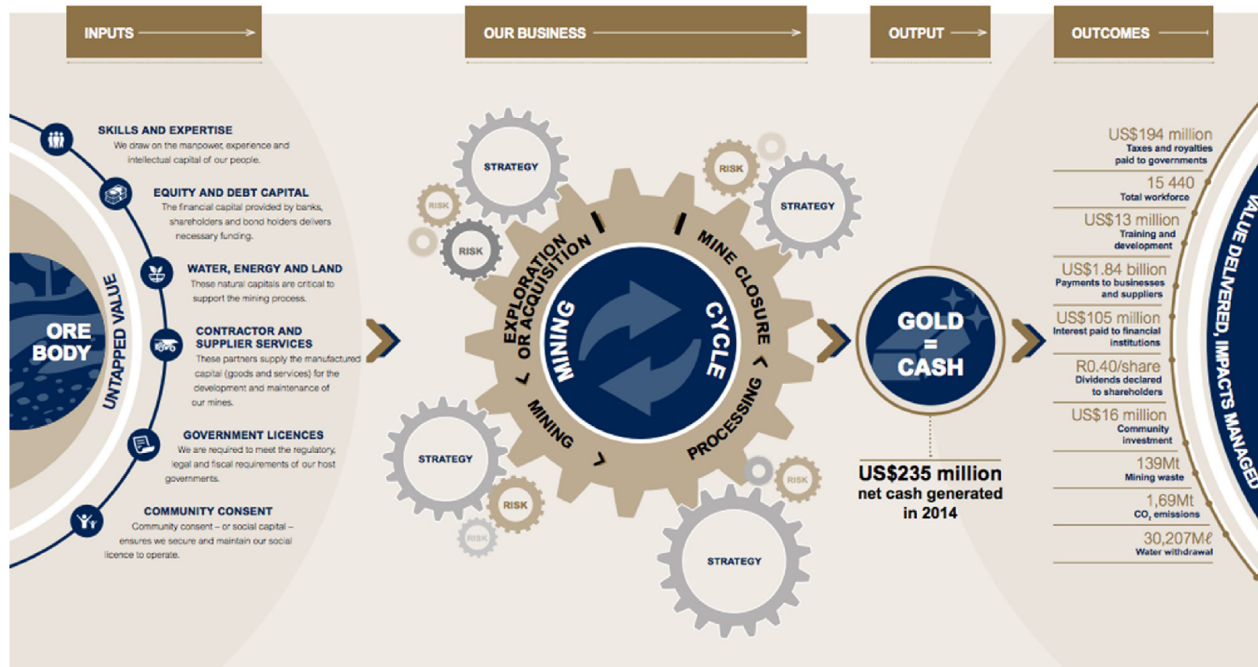 INPUTS
OUR BUSINESS
OUTPUT
OUTCOMES
ORE
BODY
UNTAPPED VALUE
SKILLS AND EXPERTISE
We draw on the manpower, experience and
intellectual capital of our people.
EQUITY AND DEBT CAPITAL
The financial capital provided by banks,
shareholders and bond holders delivers
necessary funding.
WATER, ENERGY AND LAND
These natural capitals are critical to
support the mining process.
CONTRACTOR AND
SUPPLIER SERVICES
These partners supply the manufactured
capital (goods and services) for the
development and maintenance of
our mines.
GOVERNMENT LICENCES
We are required to meet the regulatory,
legal and fiscal requirements of our host
governments.
COMMUNITY CONSENT
Community consent – or social capital –
ensures we secure and maintain our social
licence to operate.
STRATEGY
RISK
RISK
RISK
STRATEGY
EXPLORATION
OR ACQUISITION
MINE CLOSURE
MINING
CYCLE
MINING
PROCESSING
STRATEGY
RISK
RISK
RISK
STRATEGY
GOLD
=
CASH
US$235 million
net cash generated
in 2014
US$194 million
Taxes and royalties
paid to governments
15 440
Total workforce
US$13 million
Training and
development
US$1.84 billion
Payments to businesses
and suppliers
US$105 million
Interest paid to financial
institutions
R0.40/share
Dividends declared
to shareholders
US$16 million
Community
investment
139Mt
Mining waste
1,69Mt
CO₂ emissions
30,207Mℓ
Water withdrawal
VALUE DELIVERED, IMPACTS MANAGED